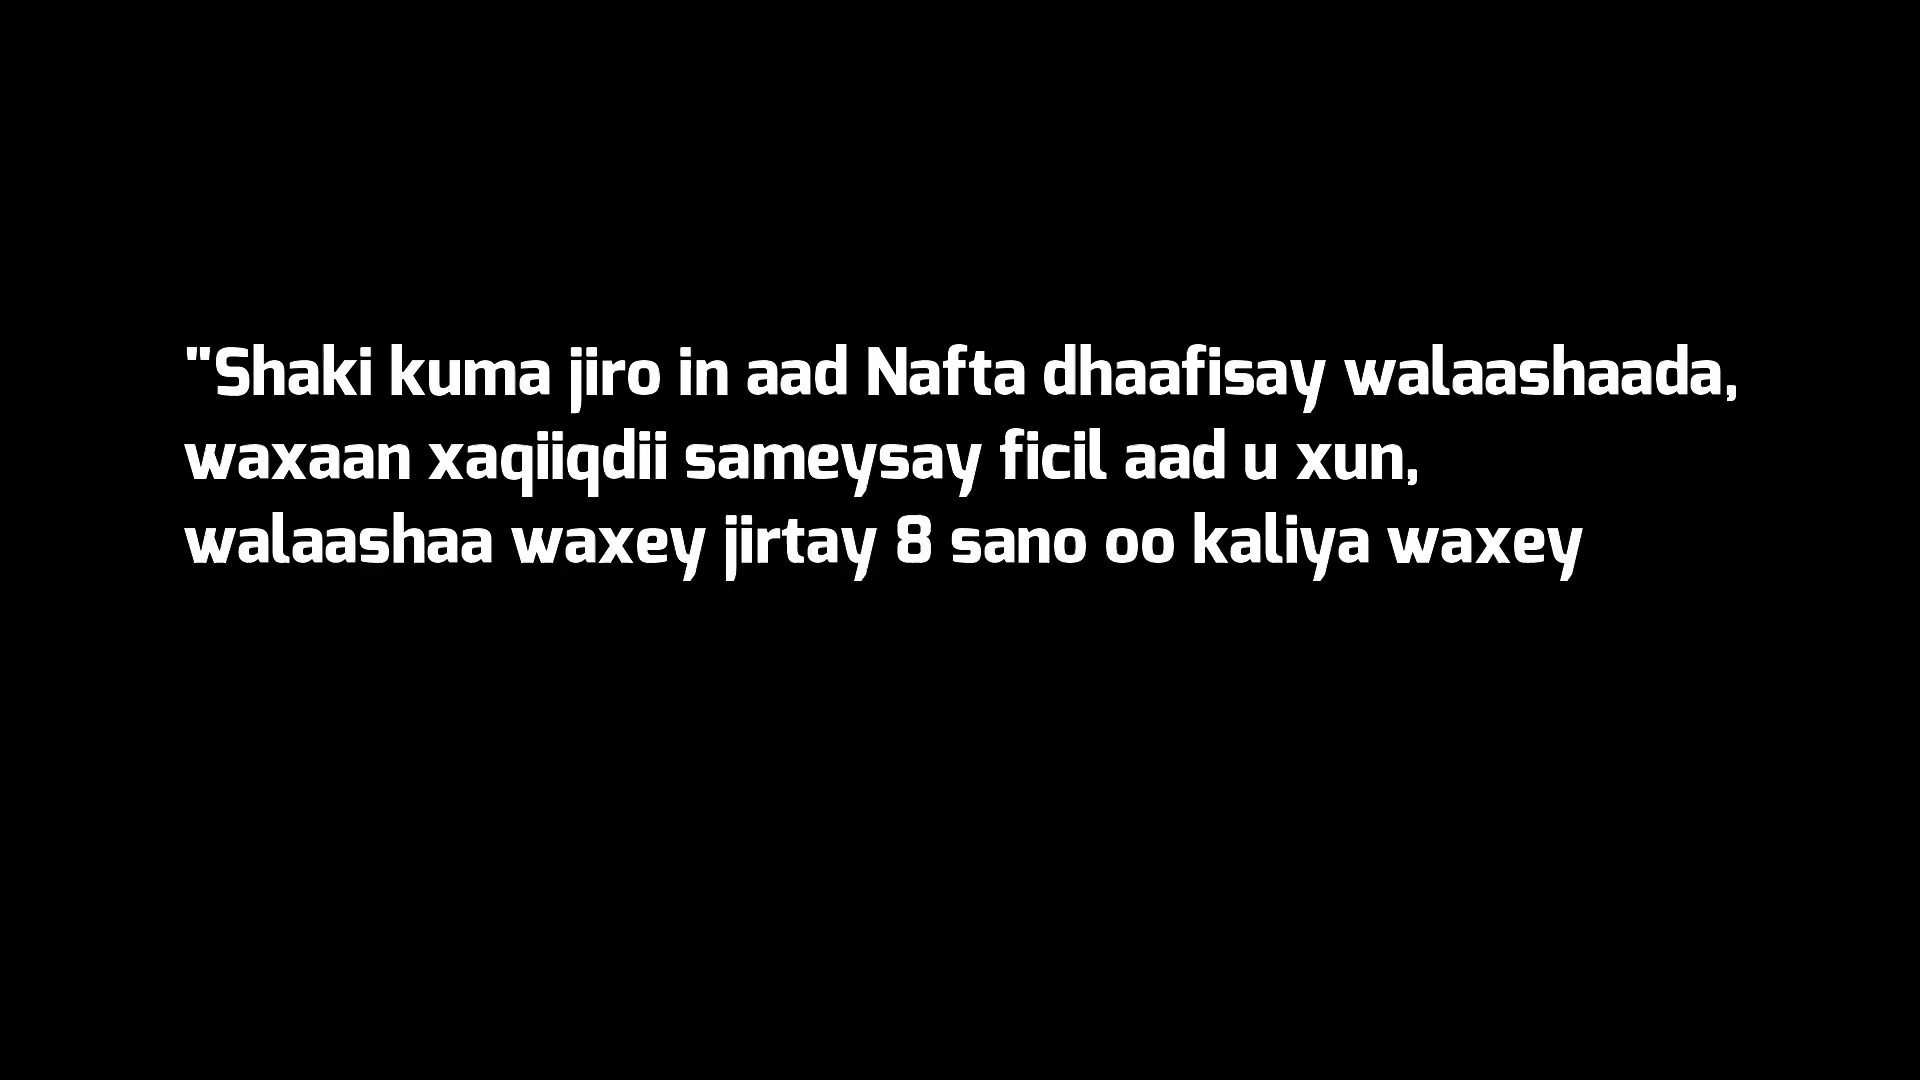 "Shaki kuma jiro in aad Nafta dhaafisay walaashaada,
waxaan xaqiiqdii sameysay ficil aad u xun,
walaashaa waxey jirtay 8 sano oo kaliya waxey